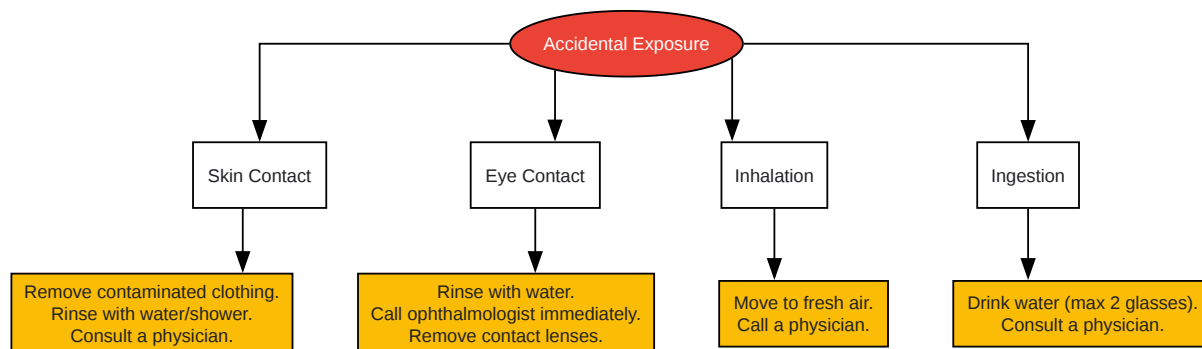 Accidental Exposure
Skin Contact
Eye Contact
Inhalation
Ingestion
Remove contaminated clothing.
Rinse with water/shower.
Consult a physician.
Rinse with water.
Call ophthalmologist immediately.
Remove contact lenses.
Move to fresh air.
Call a physician.
Drink water (max 2 glasses).
Consult a physician.